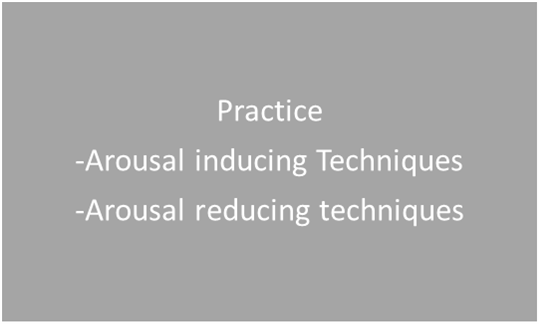 Practice
-Arousal inducing Techniques
-Arousal reducing techniques